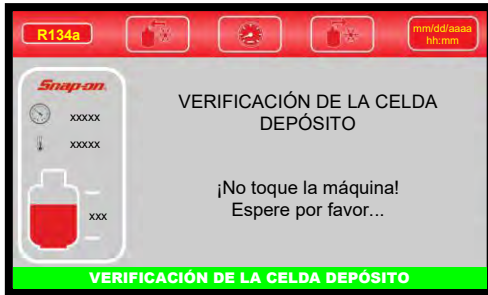 R134a
mm/dd/aaaa
hh:mm
Snap-on
xxxxx
xxxxx
xxx
VERIFICACIÓN DE LA CELDA
DEPÓSITO
¡No toque la máquina!
Espere por favor...
VERIFICACIÓN DE LA CELDA DEPÓSITO